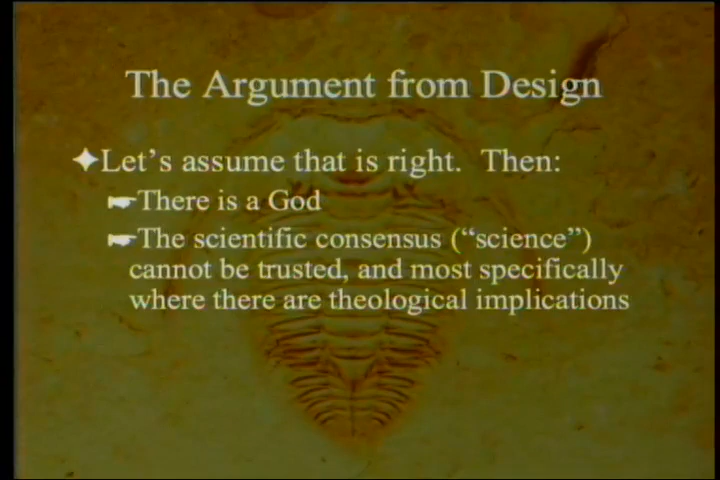 The Argument from Design
✦Let's assume that is right. Then:
☛There is a God
☛The scientific consensus (“science”)
cannot be trusted, and most specifically
where there are theological implications